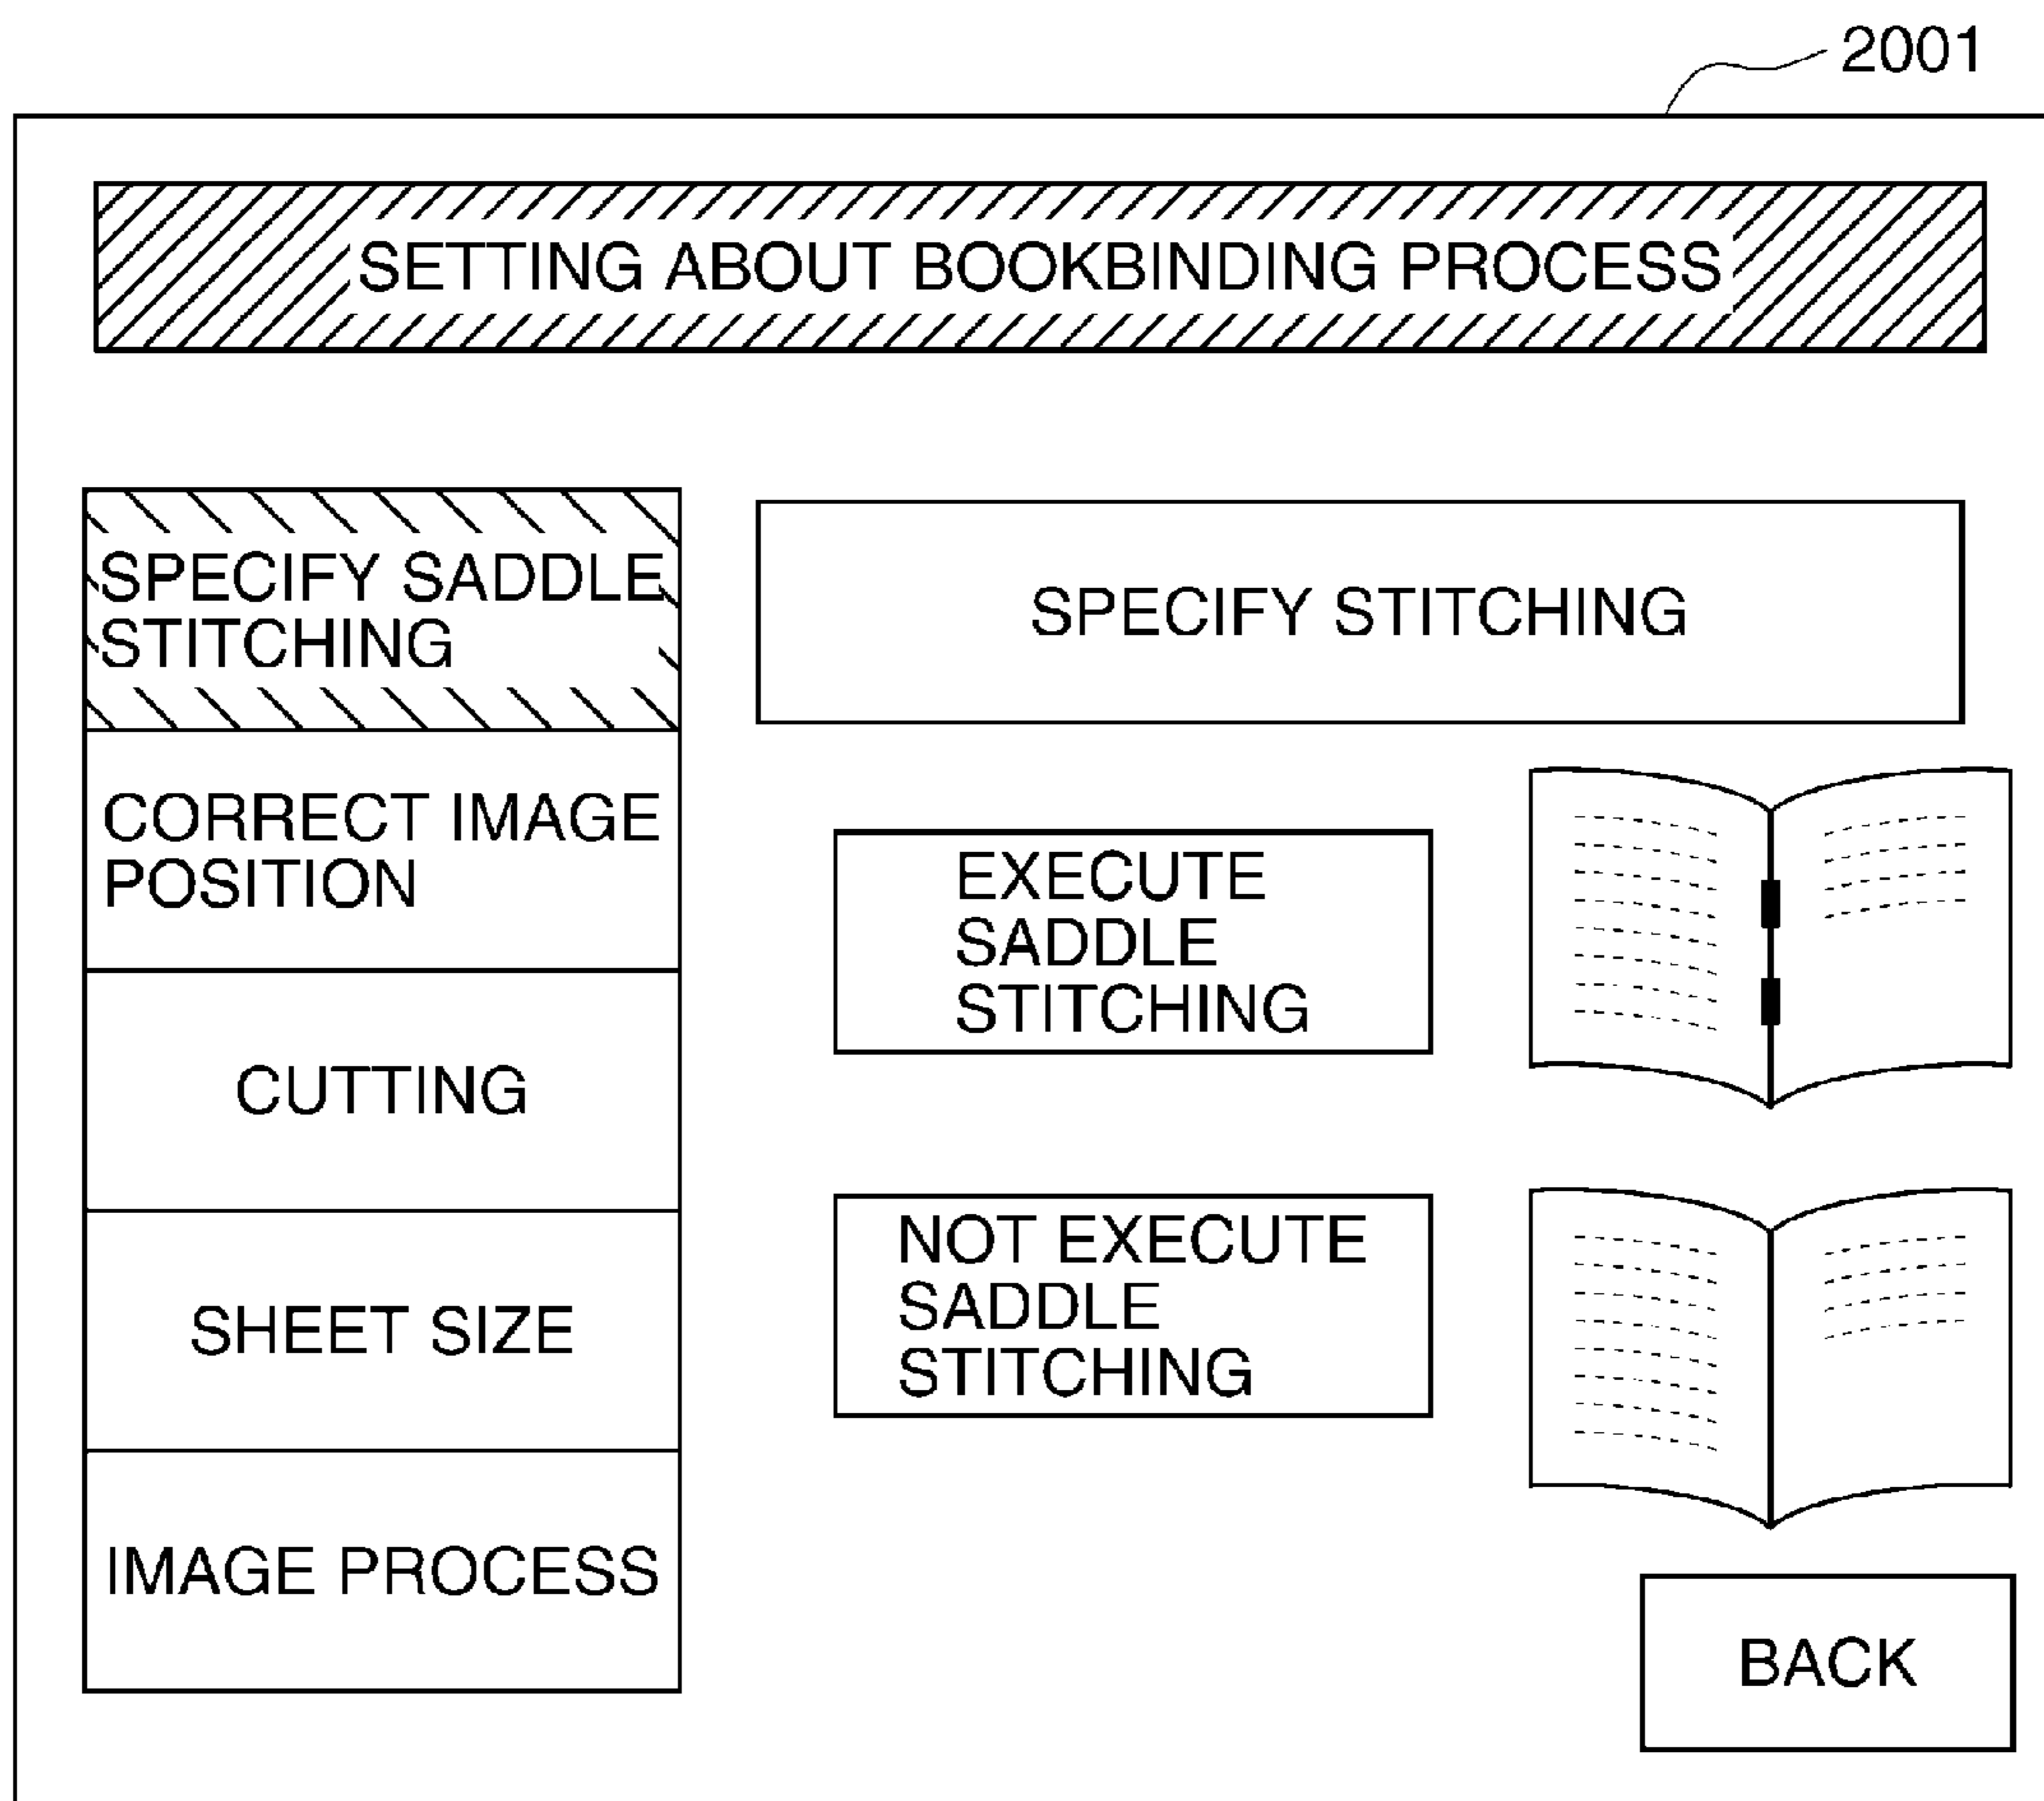 2001
SETTING ABOUT BOOKBINDING PROCESS
SPECIFY SADDLE
STITCHING
CORRECT IMAGE
POSITION
CUTTING
SHEET SIZE
IMAGE PROCESS
SPECIFY STITCHING
EXECUTE
SADDLE
STITCHING
NOT EXECUTE
SADDLE
STITCHING
BACK